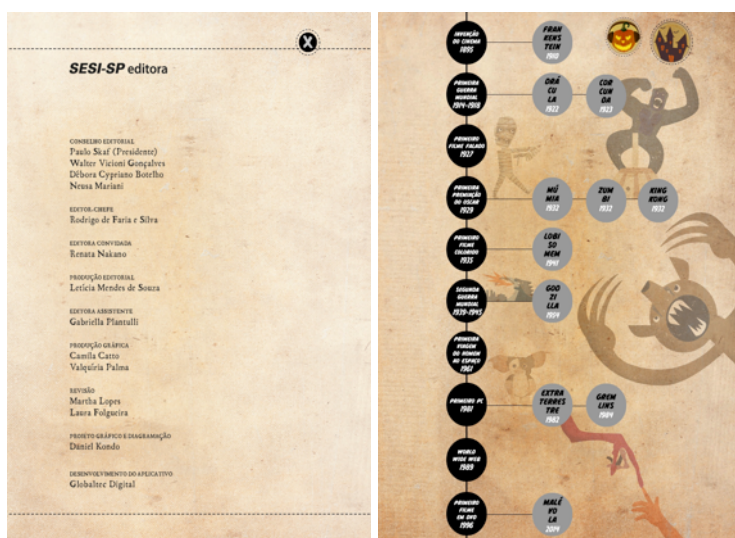 X
SESI-SP editora
CONSELHO EDITORIAL
Paulo Skaf (Presidente)
Walter Vicioni Gonçalves
Débora Cypriano Botelho
Neusa Mariani
EDITOR-CHEFE
Rodrigo de Faria e Silva
EDITORA CONVIDADA
Renata Nakano
PRODUÇÃO EDITORIAL
Letícia Mendes de Souza
EDITORA ASSISTENTE
Gabriella Plantulli
PRODUÇÃO GRÁFICA
Camila Catto
Valquíria Palma
REVISÃO
Martha Lopes
Laura Folgueira
PROJETO GRÁFICO E DIAGRAMAÇÃO
Daniel Kondo
DESENVOLVIMENTO DO APLICATIVO
Globaltec Digital
INVENÇÃO
DO CINEMA
1895
FRAN
KENS
TEIN
1910
PRIMEIRA
GUERRA
MUNDIAL
1914-1918
DRÁ
CU
LA
1922
COR
CUN
DA
1923
PRIMEIRO
FILME FALADO
1927
PRIMEIRA
PREMIAÇÃO
DO OSCAR
1929
MÚ
MIA
1932
ZUM
BI
1932
KING
KONG
1932
PRIMEIRO
FILME
COLORIDO
1935
LOBI
SO
MEM
1941
SEGUNDA
GUERRA
MUNDIAL
1939-1945
GOD
ZI
LLA
1954
PRIMEIRA
VIAGEM
DO HOMEM
AO ESPAÇO
1961
PRIMEIRO PC
1981
EXTRA
TERRES
TRE
1982
GREM
LINS
1984
WORLD
WIDE WEB
1989
PRIMEIRO
FILME
EM DVD
1996
MALÉ
VO
LA
2014